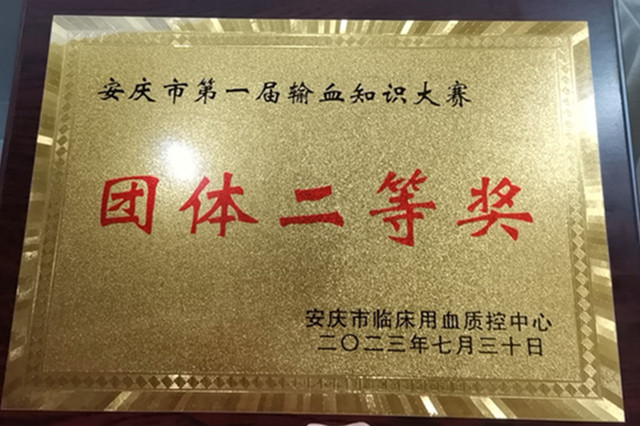 安庆市第一届输血知识大赛
团体二等奖
安庆市临床用血质控中心
二〇二三年七月三十日